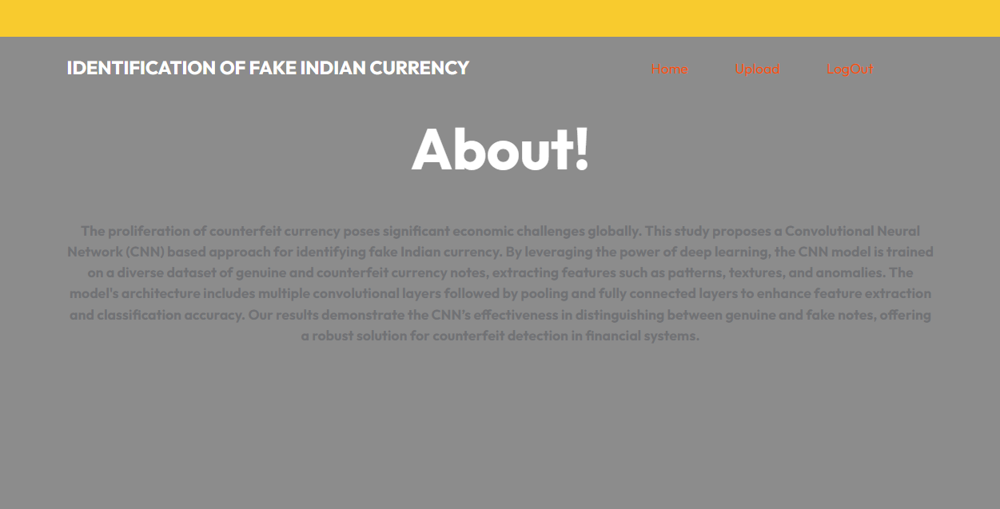 IDENTIFICATION OF FAKE INDIAN CURRENCY
Home Upload LogOut
About!
The proliferation of counterfeit currency poses significant economic challenges globally. This study proposes a Convolutional Neural
Network (CNN) based approach for identifying fake Indian currency. By leveraging the power of deep learning, the CNN model is trained
on a diverse dataset of genuine and counterfeit currency notes, extracting features such as patterns, textures, and anomalies. The
model's architecture includes multiple convolutional layers followed by pooling and fully connected layers to enhance feature extraction
and classification accuracy. Our results demonstrate the CNN’s effectiveness in distinguishing between genuine and fake notes, offering
a robust solution for counterfeit detection in financial systems.